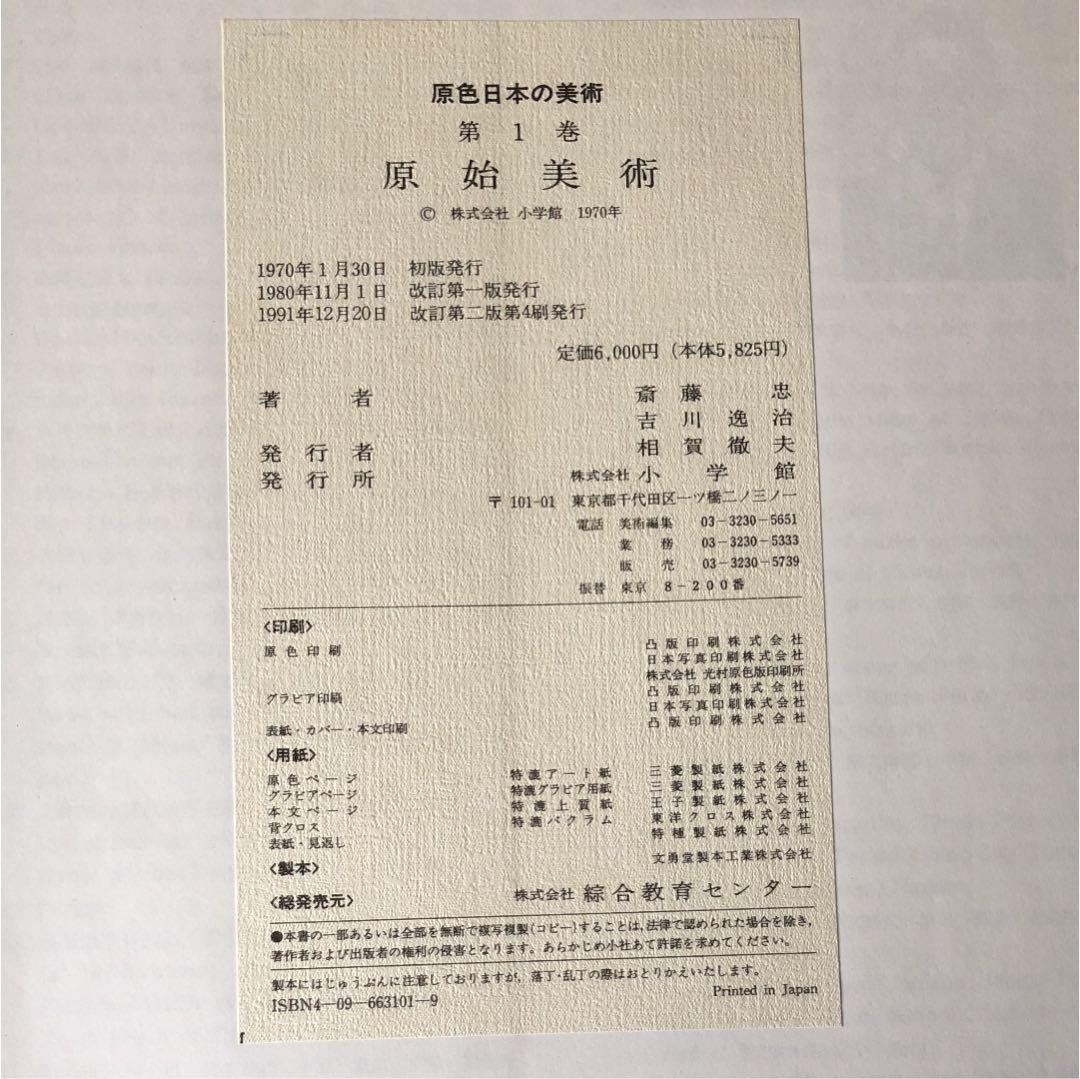 原色日本の美術
第 1 巻
原 始 美 術
© 株式会社 小学館 1970年
1970年1月30日 初版発行
1980年11月1日 改訂第一版発行
1991年12月20日 改訂第二版第4刷発行
定価6,000円（本体5,825円）
著 者 斎 藤 忠
吉 川 逸 治
発 行 者 相 賀 徹 夫
発 行 所 株式会社 小 学 館
〒101-01 東京都千代田区一ツ橋二ノ三ノ一
電話 美術編集 03-3230-5651
業 務 03-3230-5333
販 売 03-3230-5739
振替 東京 8-200番
〈印刷〉
原 色 印 刷 凸 版 印 刷 株 式 会 社
日本写真印刷株式会社
株式会社 光村原色版印刷所
グラビア印刷 凸 版 印 刷 株 式 会 社
日本写真印刷株式会社
表紙・カバー・本文印刷 凸 版 印 刷 株 式 会 社
〈用紙〉
原 色 ペ ー ジ 特 漉 ア ー ト 紙 三 菱 製 紙 株 式 会 社
グラビアページ 特漉グラビア用紙 三 菱 製 紙 株 式 会 社
本 文 ペ ー ジ 特 漉 上 質 紙 王 子 製 紙 株 式 会 社
背クロス 特漉バクラム 東洋クロス株式会社
表紙・見返し 特 種 製 紙 株 式 会 社
〈製本〉 文勇堂製本工業株式会社
〈総発売元〉 株式会社 綜合教育センター
●本書の一部あるいは全部を無断で複写複製(コピー)することは、法律で認められた場合を除き、
著作者および出版者の権利の侵害となります。あらかじめ小社あて許諾を求めてください。
製本にはじゅうぶんに注意しておりますが、落丁・乱丁の際はおとりかえいたします。
ISBN4-09-663101-9 Printed in Japan